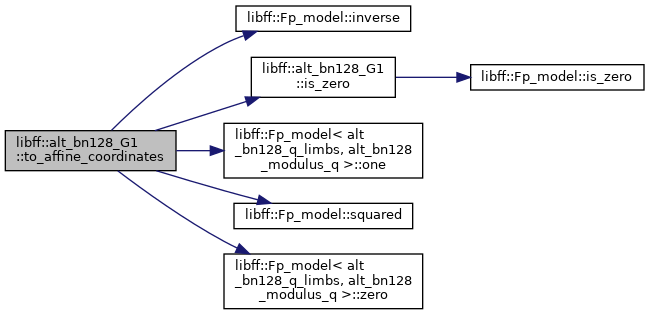 libff::Fp_model::inverse
libff::alt_bn128_G1
::is_zero
libff::Fp_model::is_zero
libff::alt_bn128_G1
::to_affine_coordinates
libff::Fp_model< alt
_bn128_q_limbs, alt_bn128
_modulus_q >::one
libff::Fp_model::squared
libff::Fp_model< alt
_bn128_q_limbs, alt_bn128
_modulus_q >::zero